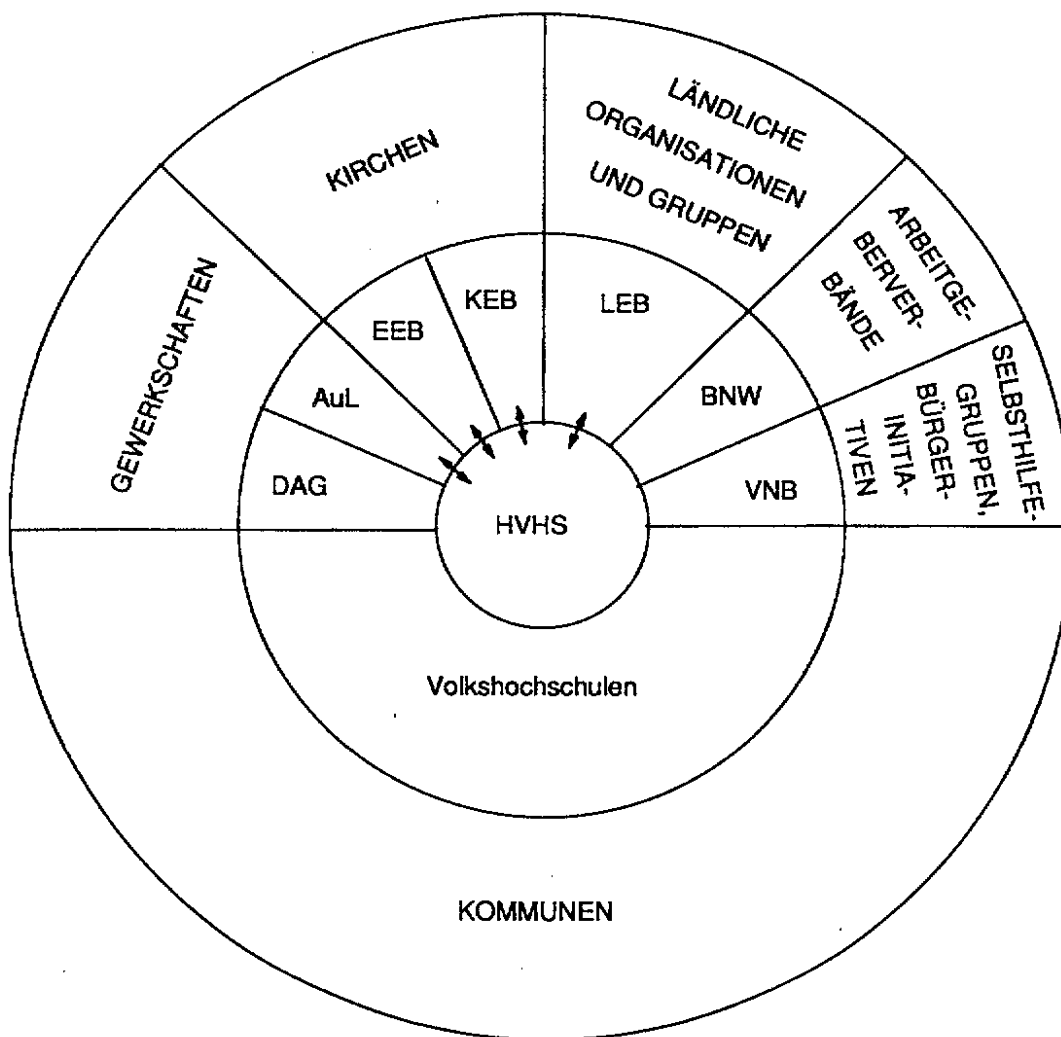 LÄNDLICHE
ORGANISATIONEN
UND GRUPPEN
KIRCHEN
ARBEITGE-
BERVER-
BÄNDE
GEWERKSCHAFTEN
SELBSTHILFE-
GRUPPEN,
BÜRGER-
INITIA-
TIVEN
KEB
LEB
EEB
AuL
BNW
DAG
VNB
HVHS
Volkshochschulen
KOMMUNEN